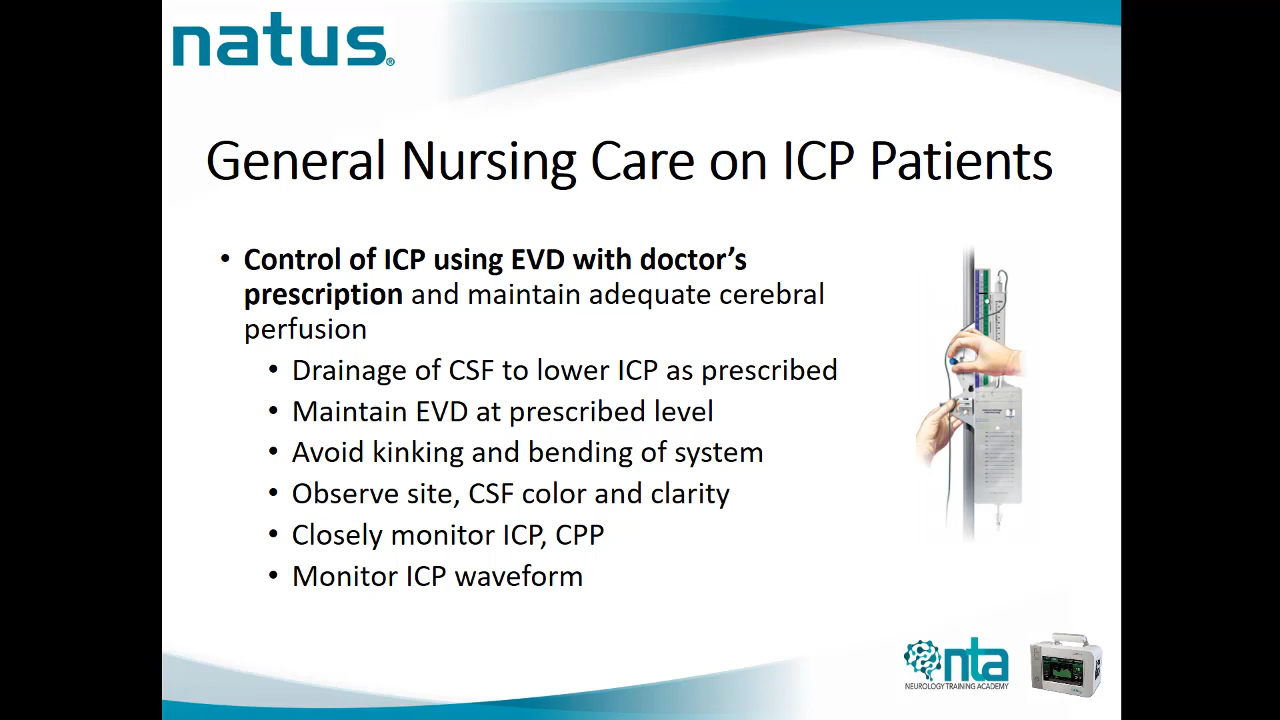 natus®
General Nursing Care on ICP Patients
• Control of ICP using EVD with doctor’s
prescription and maintain adequate cerebral
perfusion
• Drainage of CSF to lower ICP as prescribed
• Maintain EVD at prescribed level
• Avoid kinking and bending of system
• Observe site, CSF color and clarity
• Closely monitor ICP, CPP
• Monitor ICP waveform
nta
NEUROLOGY TRAINING ACADEMY